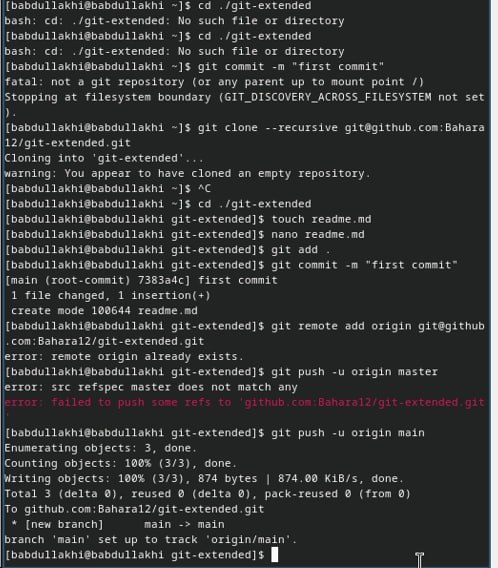 [babdullakhi@babdullakhi ~]$ cd ./git-extended
bash: cd: ./git-extended: No such file or directory
[babdullakhi@babdullakhi ~]$ cd ./git-extended
bash: cd: ./git-extended: No such file or directory
[babdullakhi@babdullakhi ~]$ git commit -m "first commit"
fatal: not a git repository (or any parent up to mount point /)
Stopping at filesystem boundary (GIT_DISCOVERY_ACROSS_FILESYSTEM not set
).
[babdullakhi@babdullakhi ~]$ git clone --recursive git@github.com:Bahara
12/git-extended.git
Cloning into 'git-extended'...
warning: You appear to have cloned an empty repository.
[babdullakhi@babdullakhi ~]$ ^C
[babdullakhi@babdullakhi ~]$ cd ./git-extended
[babdullakhi@babdullakhi git-extended]$ touch readme.md
[babdullakhi@babdullakhi git-extended]$ nano readme.md
[babdullakhi@babdullakhi git-extended]$ git add .
[babdullakhi@babdullakhi git-extended]$ git commit -m "first commit"
[main (root-commit) 7383a4c] first commit
 1 file changed, 1 insertion(+)
 create mode 100644 readme.md
[babdullakhi@babdullakhi git-extended]$ git remote add origin git@github
.com:Bahara12/git-extended.git
error: remote origin already exists.
[babdullakhi@babdullakhi git-extended]$ git push -u origin master
error: src refspec master does not match any
error: failed to push some refs to 'github.com:Bahara12/git-extended.git
'
[babdullakhi@babdullakhi git-extended]$ git push -u origin main
Enumerating objects: 3, done.
Counting objects: 100% (3/3), done.
Writing objects: 100% (3/3), 874 bytes | 874.00 KiB/s, done.
Total 3 (delta 0), reused 0 (delta 0), pack-reused 0 (from 0)
To github.com:Bahara12/git-extended.git
 * [new branch]      main -> main
branch 'main' set up to track 'origin/main'.
[babdullakhi@babdullakhi git-extended]$